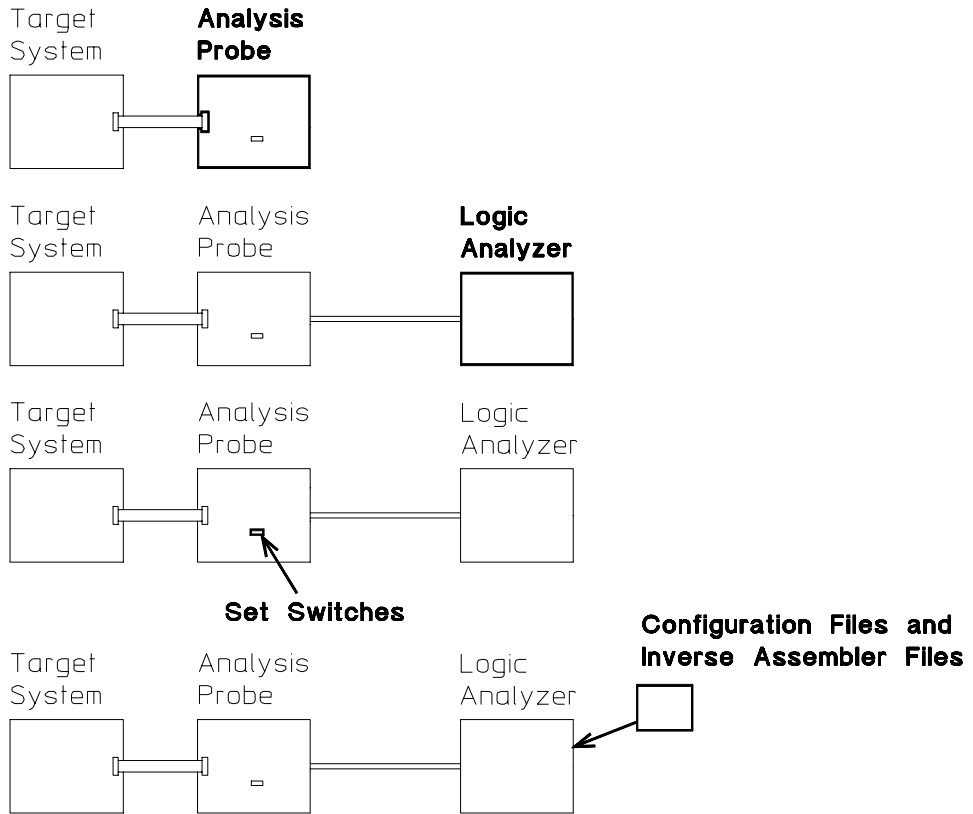 Target
System
Analysis
Probe
Target
System
Analysis
Probe
Logic
Analyzer
Target
System
Analysis
Probe
Logic
Analyzer
Set Switches
Configuration Files and
Inverse Assembler Files
Target
System
Analysis
Probe
Logic
Analyzer